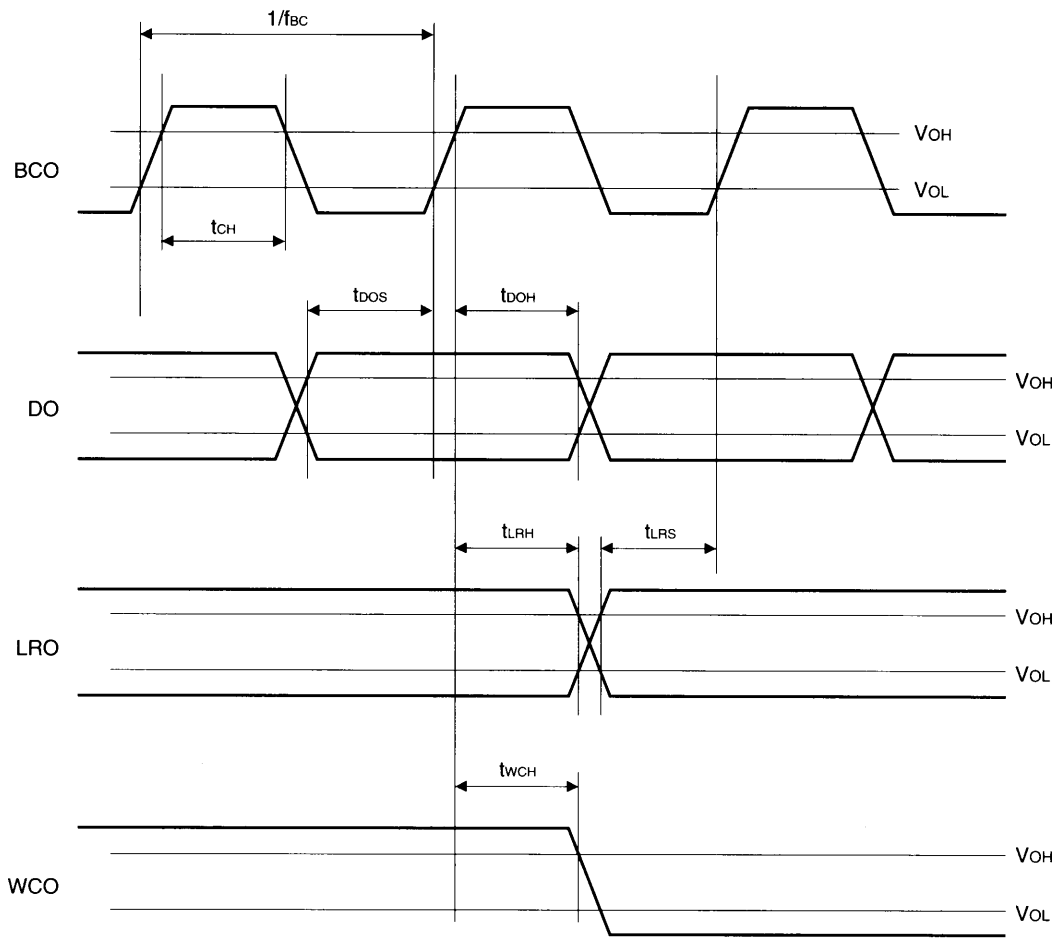 1/fBC
VOH
BCO
VOL
tCH
tDOS
tDOH
VOH
DO
VOL
tLRH
tLRS
VOH
LRO
VOL
tWCH
VOH
WCO
VOL